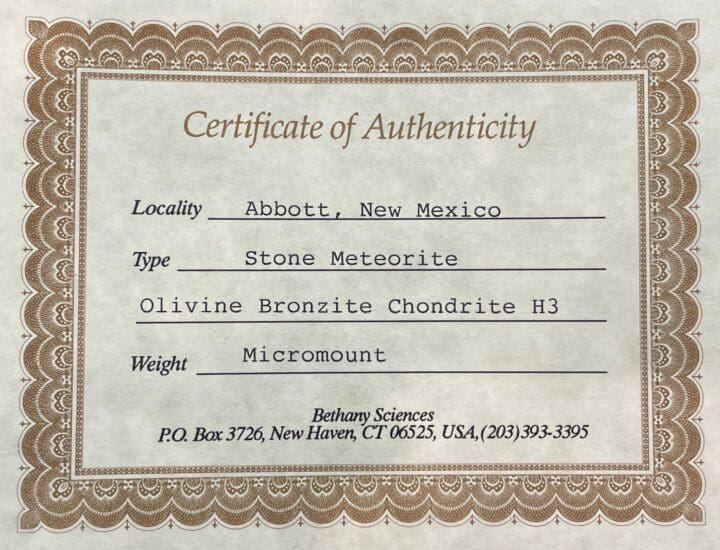 Certificate of Authenticity
Locality Abbott, New Mexico
Type Stone Meteorite
Olivine Bronzite Chondrite H3
Weight Micromount
Bethany Sciences
P.O. Box 3726, New Haven, CT 06525, USA,(203)393-3395